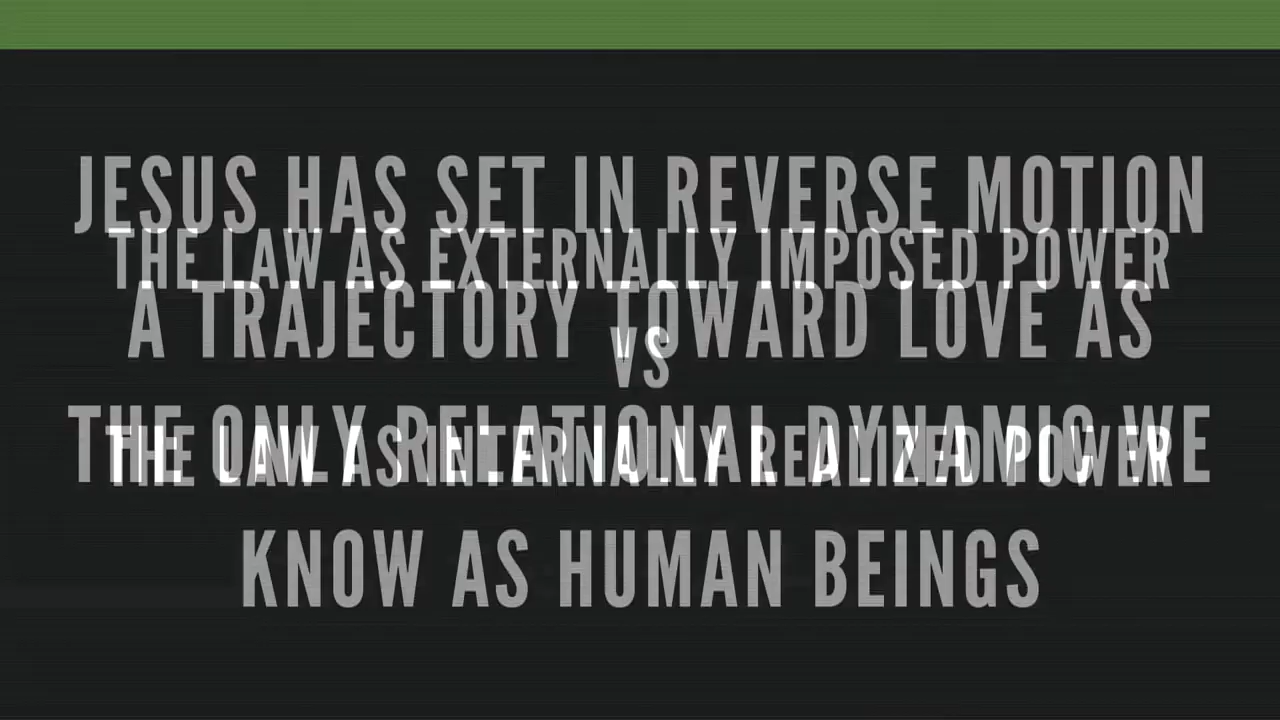 JESUS HAS SET IN REVERSE MOTION
THE LAW AS EXTERNALLY IMPOSED POWER
A TRAJECTORY TOWARD LOVE AS
VS
THE ONLY RELATIONAL DYNAMIC WE
THE LAW AS INTERNALLY REALIZED POWER
KNOW AS HUMAN BEINGS